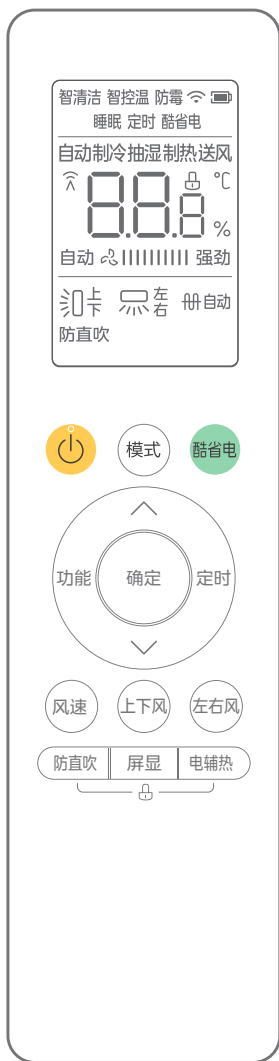 智清洁 智控温 防霉
睡眠 定时 酷省电
自动制冷抽湿制热送风
88.8 °C
%
自动 强劲
上下 左右 自动
防直吹
模式 酷省电
功能 确定 定时
风速 上下风 左右风
防直吹 屏显 电辅热